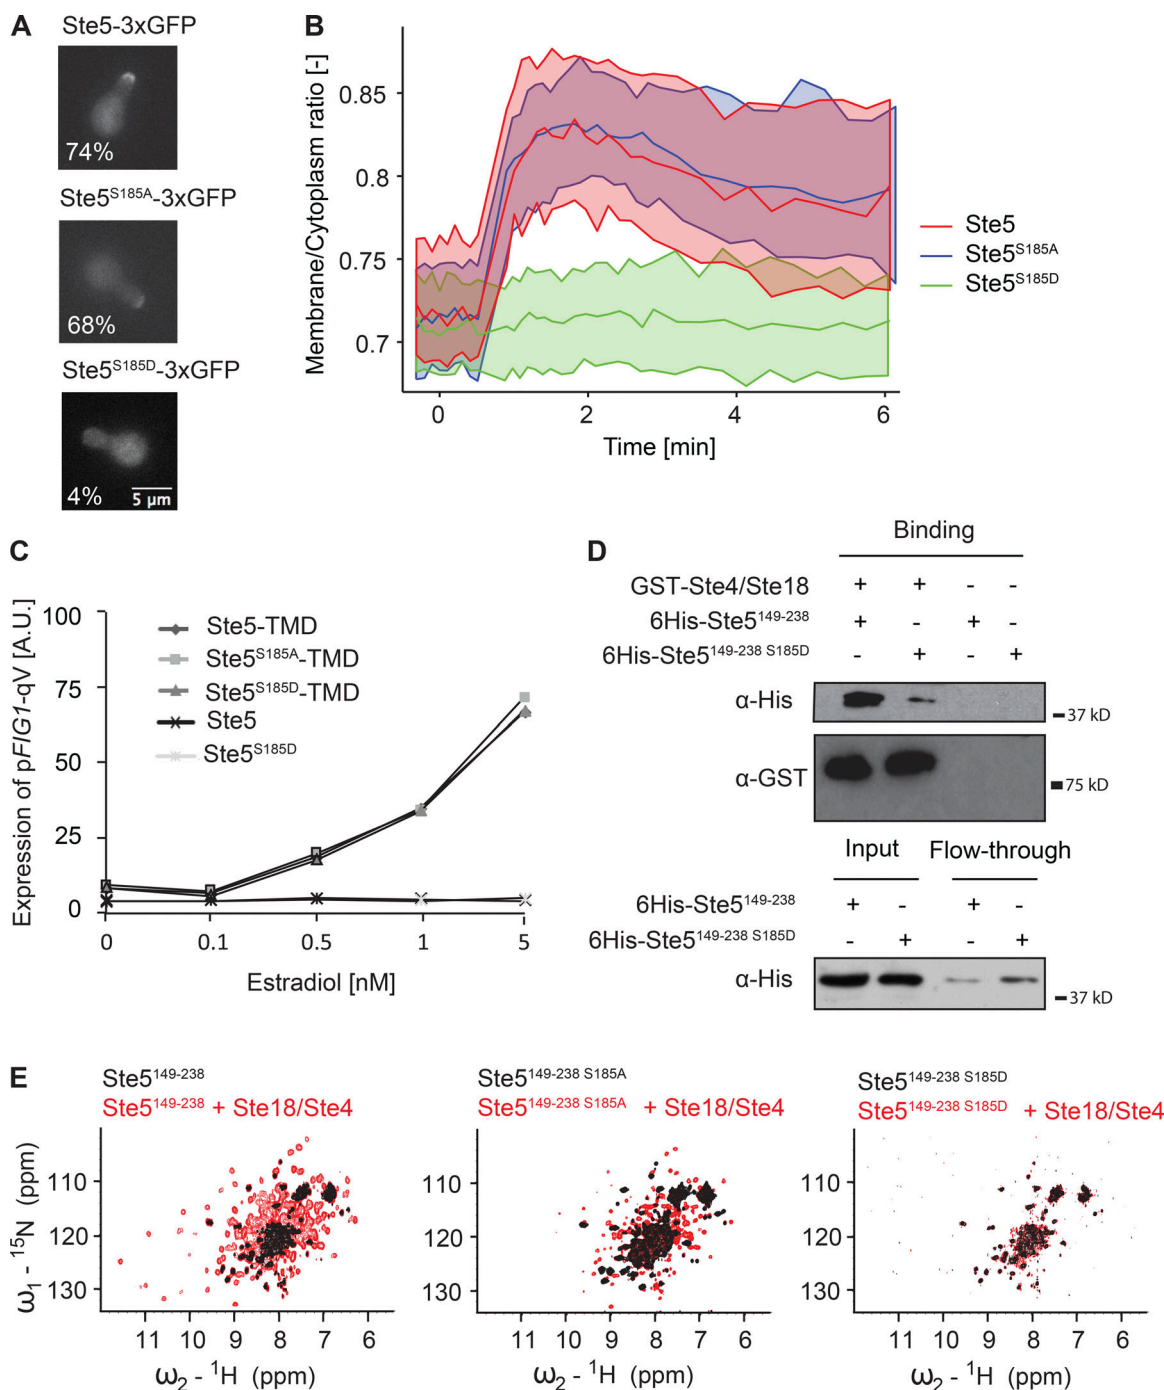 A
Ste5-3xGFP
74%
Ste5S185A-3xGFP
68%
Ste5S185D-3xGFP
4%
5 µm
B
Membrane/Cytoplasm ratio [-]
0.85
0.8
0.75
0.7
0 2 4 6
Time [min]
Ste5
Ste5S185A
Ste5S185D
C
Expression of pFIG1-qV [A.U.]
100
75
50
25
0
0 0.1 0.5 1 5
Estradiol [nM]
Ste5-TMD
Ste5S185A-TMD
Ste5S185D-TMD
Ste5
Ste5S185D
D
Binding
GST-Ste4/Ste18 + + - -
6His-Ste5149-238 + - + -
6His-Ste5149-238 S185D - + - +
α-His
37 kD
α-GST
75 kD
Input Flow-through
6His-Ste5149-238 + - + -
6His-Ste5149-238 S185D - + - +
α-His
37 kD
E
Ste5149-238
Ste5149-238 + Ste18/Ste4
ω1 - 15N (ppm)
110
120
130
11 10 9 8 7 6
ω2 - 1H (ppm)
Ste5149-238 S185A
Ste5149-238 S185A + Ste18/Ste4
110
120
130
11 10 9 8 7 6
ω2 - 1H (ppm)
Ste5149-238 S185D
Ste5149-238 S185D + Ste18/Ste4
110
120
130
11 10 9 8 7 6
ω2 - 1H (ppm)